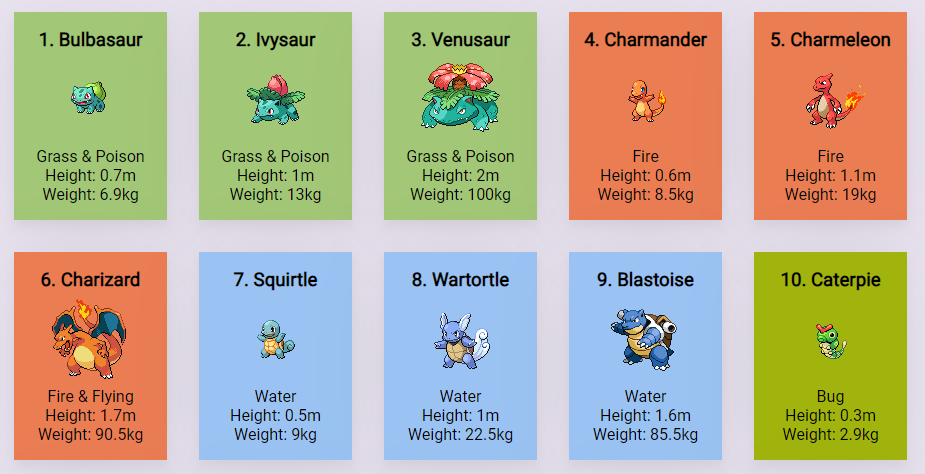 1. Bulbasaur
Grass & Poison
Height: 0.7m
Weight: 6.9kg
2. Ivysaur
Grass & Poison
Height: 1m
Weight: 13kg
3. Venusaur
Grass & Poison
Height: 2m
Weight: 100kg
4. Charmander
Fire
Height: 0.6m
Weight: 8.5kg
5. Charmeleon
Fire
Height: 1.1m
Weight: 19kg
6. Charizard
Fire & Flying
Height: 1.7m
Weight: 90.5kg
7. Squirtle
Water
Height: 0.5m
Weight: 9kg
8. Wartortle
Water
Height: 1m
Weight: 22.5kg
9. Blastoise
Water
Height: 1.6m
Weight: 85.5kg
10. Caterpie
Bug
Height: 0.3m
Weight: 2.9kg